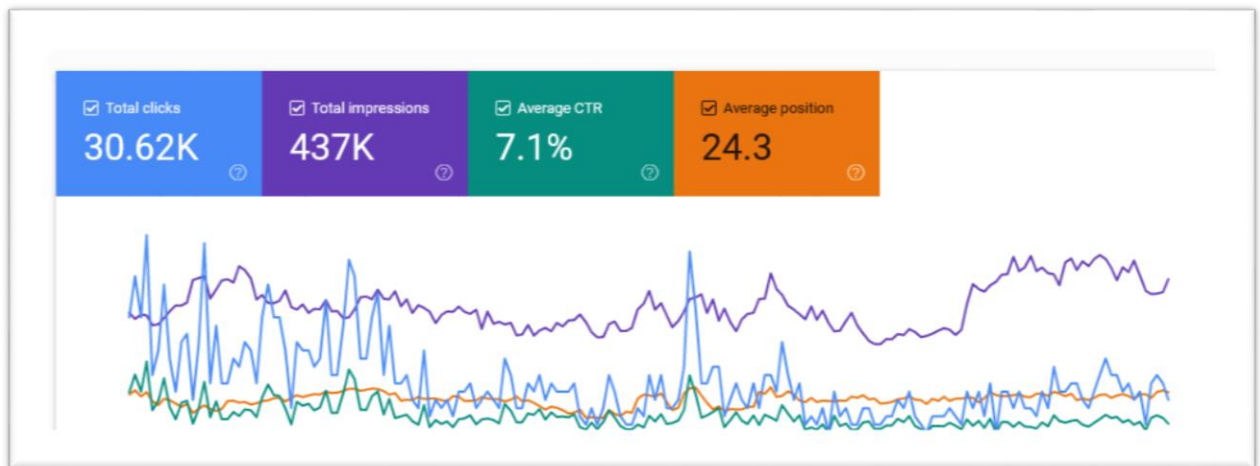 Total clicks
30.62K
Total impressions
437K
Average CTR
7.1%
Average position
24.3